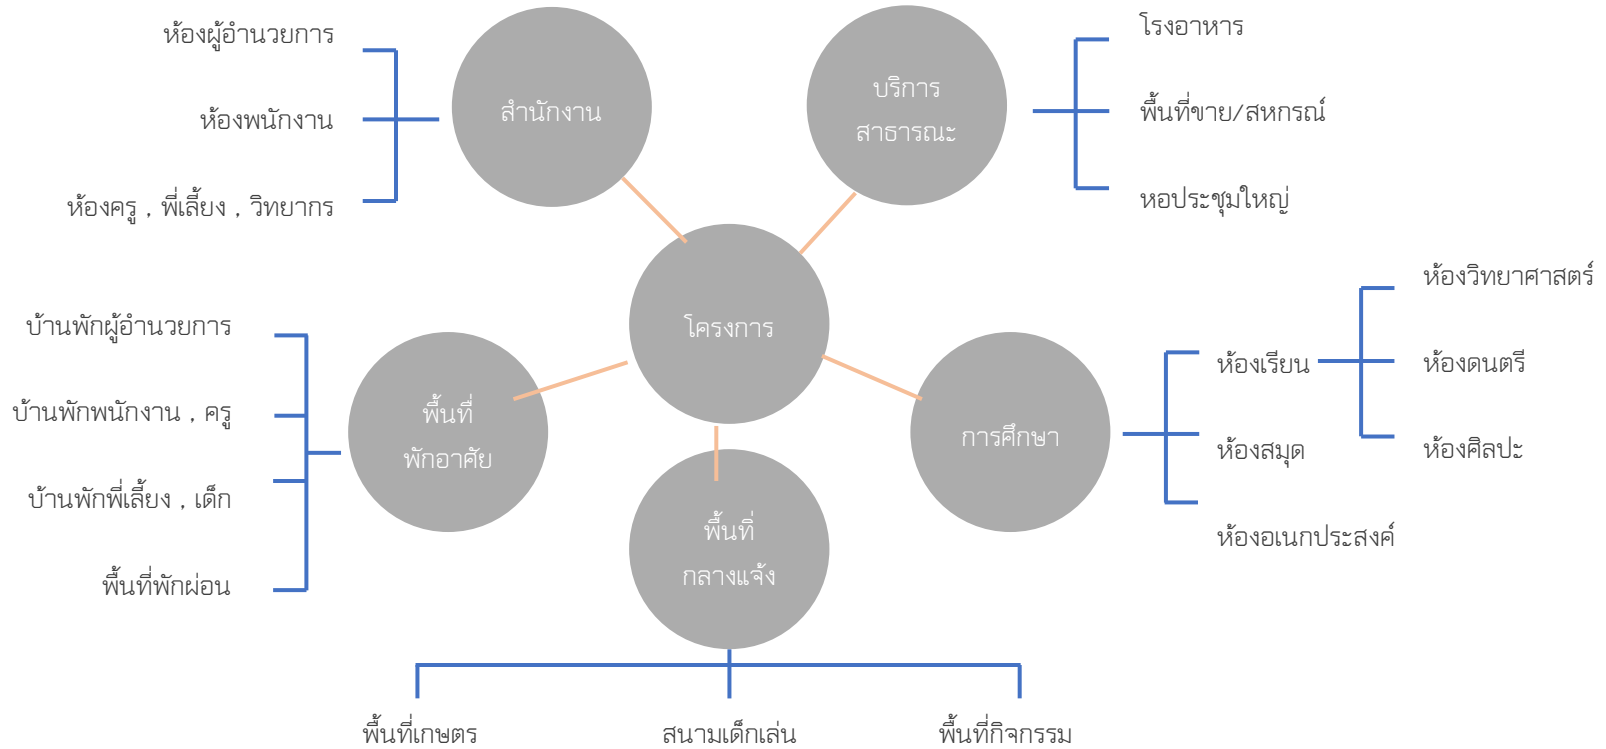 ห้องผู้อำนวยการ
ห้องพนักงาน
ห้องครู , พี่เลี้ยง , วิทยากร
สำนักงาน
บริการ
สาธารณะ
โรงอาหาร
พื้นที่ขาย/สหกรณ์
หอประชุมใหญ่
โครงการ
บ้านพักผู้อำนวยการ
บ้านพักพนักงาน , ครู
บ้านพักพี่เลี้ยง , เด็ก
พื้นที่พักผ่อน
พื้นที่
พักอาศัย
การศึกษา
ห้องเรียน
ห้องสมุด
ห้องอเนกประสงค์
ห้องวิทยาศาสตร์
ห้องดนตรี
ห้องศิลปะ
พื้นที่
กลางแจ้ง
พื้นที่เกษตร
สนามเด็กเล่น
พื้นที่กิจกรรม